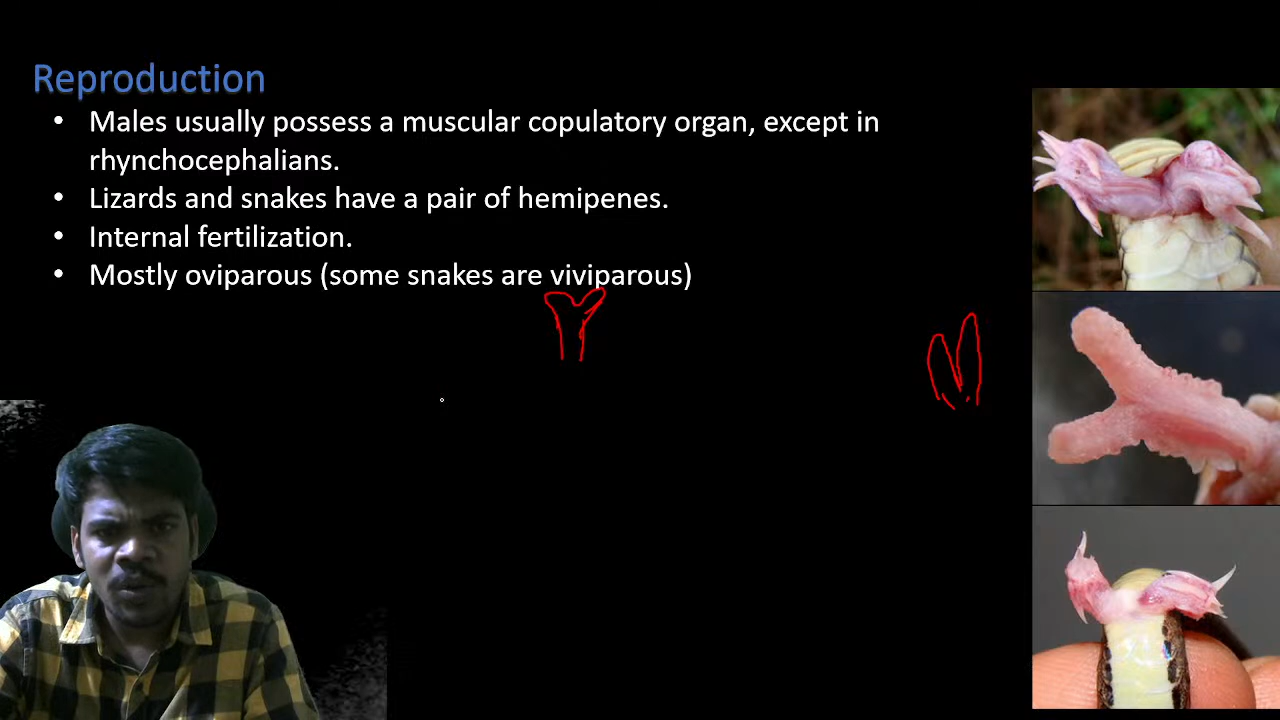 Reproduction
• Males usually possess a muscular copulatory organ, except in
rhynchocephalians.
• Lizards and snakes have a pair of hemipenes.
• Internal fertilization.
• Mostly oviparous (some snakes are viviparous)